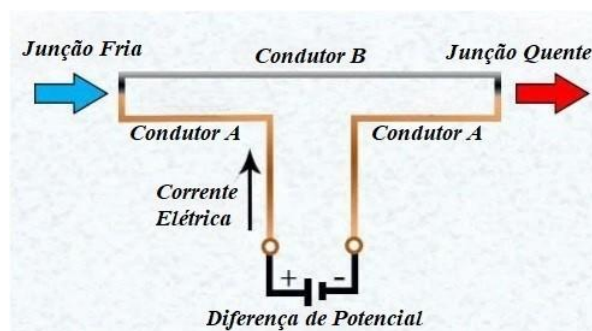 Junção Fria
Condutor B
Junção Quente
Condutor A
Condutor A
Corrente
Elétrica
+ -
Diferença de Potencial